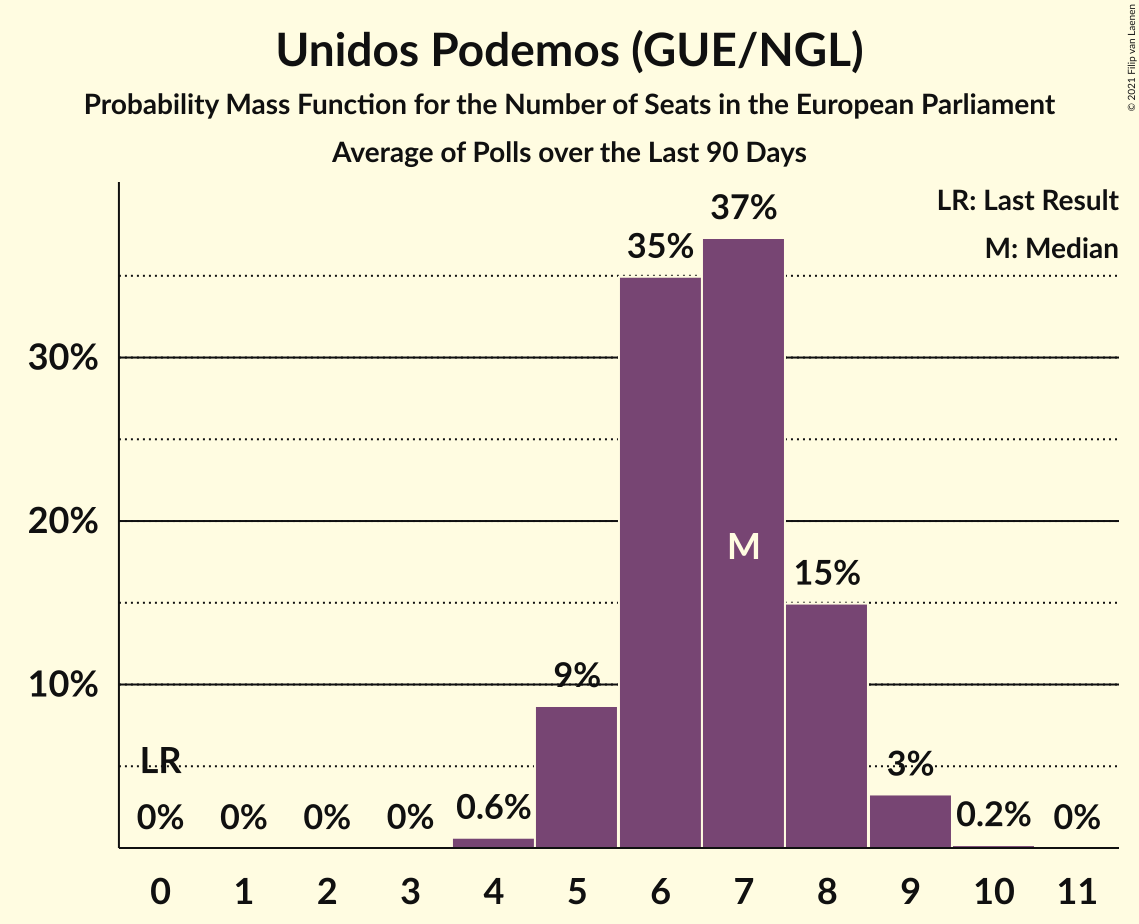 Unidos Podemos (GUE/NGL)
Probability Mass Function for the Number of Seats in the European Parliament
Average of Polls over the Last 90 Days
© 2021 Filip van Laenen
LR: Last Result
M: Median
37%
35%
30%
20%
M
15%
10%
9%
LR
3%
0%
0%
0%
0%
0.6%
0.2%
0%
0 1 2 3 4 5 6 7 8 9 10 11